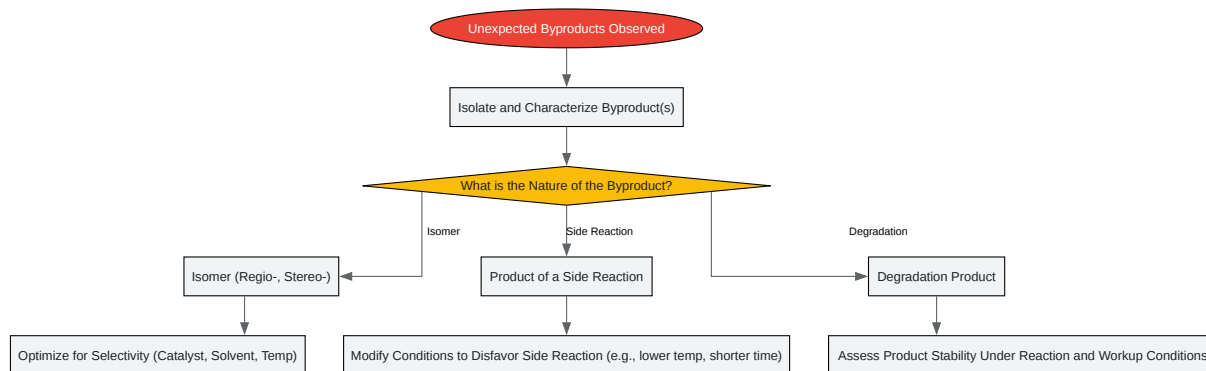 Unexpected Byproducts Observed
Isolate and Characterize Byproduct(s)
What is the Nature of the Byproduct?
Isomer
Side Reaction
Degradation
Isomer (Regio-, Stereo-)
Product of a Side Reaction
Degradation Product
Optimize for Selectivity (Catalyst, Solvent, Temp)
Modify Conditions to Disfavor Side Reaction (e.g., lower temp, shorter time)
Assess Product Stability Under Reaction and Workup Conditions